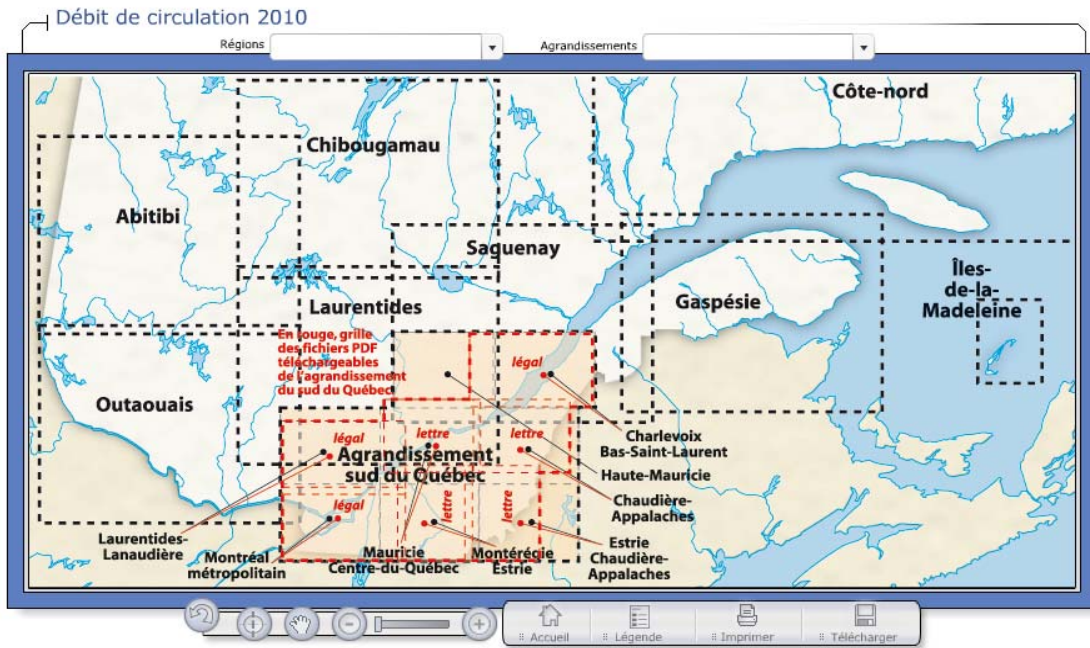 Débit de circulation 2010
Régions
Agrandissements
Côte-nord
Chibougamau
Abitibi
Saguenay
Îles-
de-la-
Madeleine
Gaspésie
Laurentides
En rouge, grille
des fichiers PDF
téléchargeables
de l'agrandissement
du sud du Québec
légal
Outaouais
légal
lettre
lettre
Charlevoix
Bas-Saint-Laurent
Agrandissement
sud du Québec
Haute-Mauricie
légal
lettre
lettre
Chaudière-
Appalaches
Laurentides-
Lanaudière
Montréal
métropolitain
Mauricie
Centre-du-Québec
Montérégie
Estrie
Estrie
Chaudière-
Appalaches
Accueil
Légende
Imprimer
Télécharger